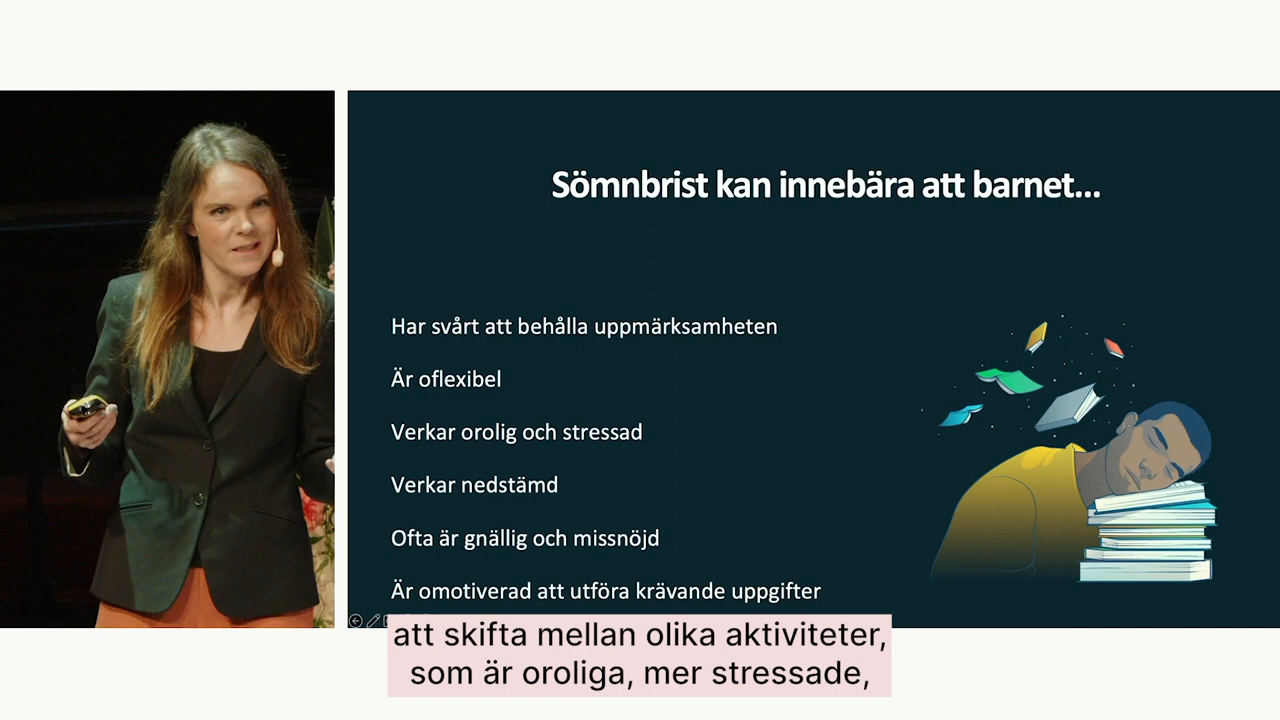 Sömnbrist kan innebära att barnet...
Har svårt att behålla uppmärksamheten
Är oflexibel
Verkar orolig och stressad
Verkar nedstämd
Ofta är gnällig och missnöjd
Är omotiverad att utföra krävande uppgifter
att skifta mellan olika aktiviteter,
som är oroliga, mer stressade,